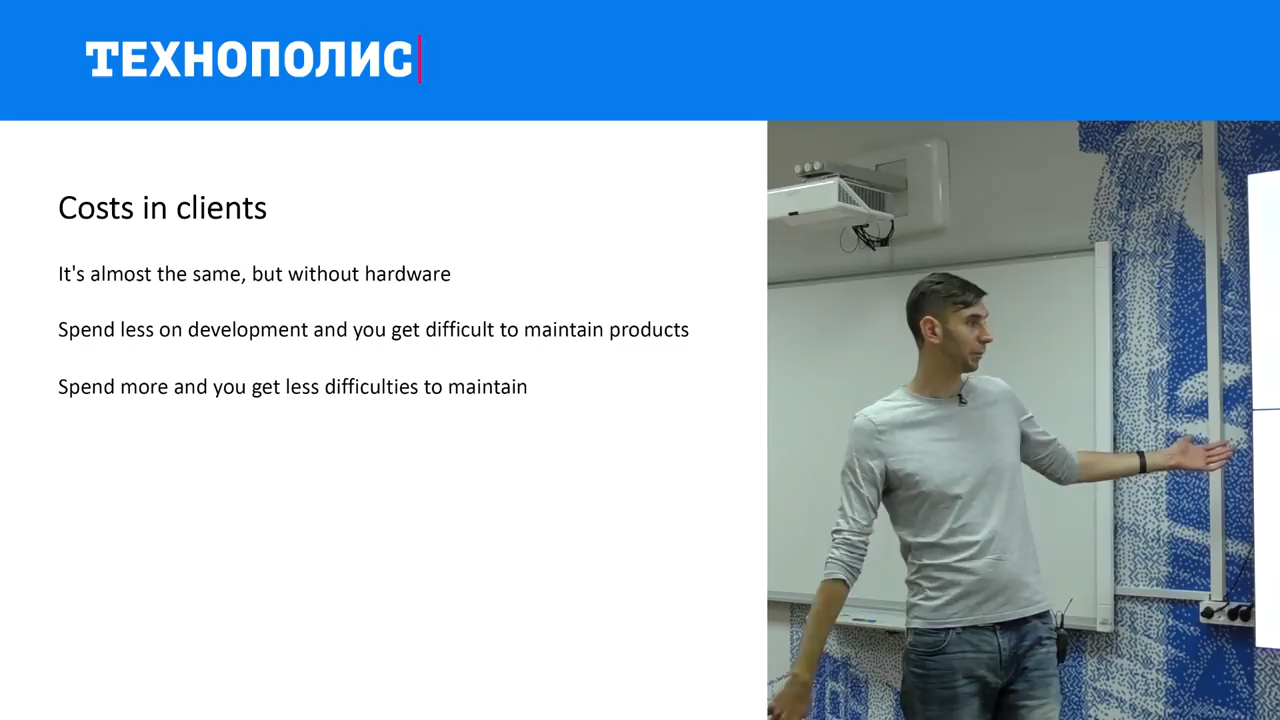 ТЕХНОПОЛИС
Costs in clients
It's almost the same, but without hardware
Spend less on development and you get difficult to maintain products
Spend more and you get less difficulties to maintain